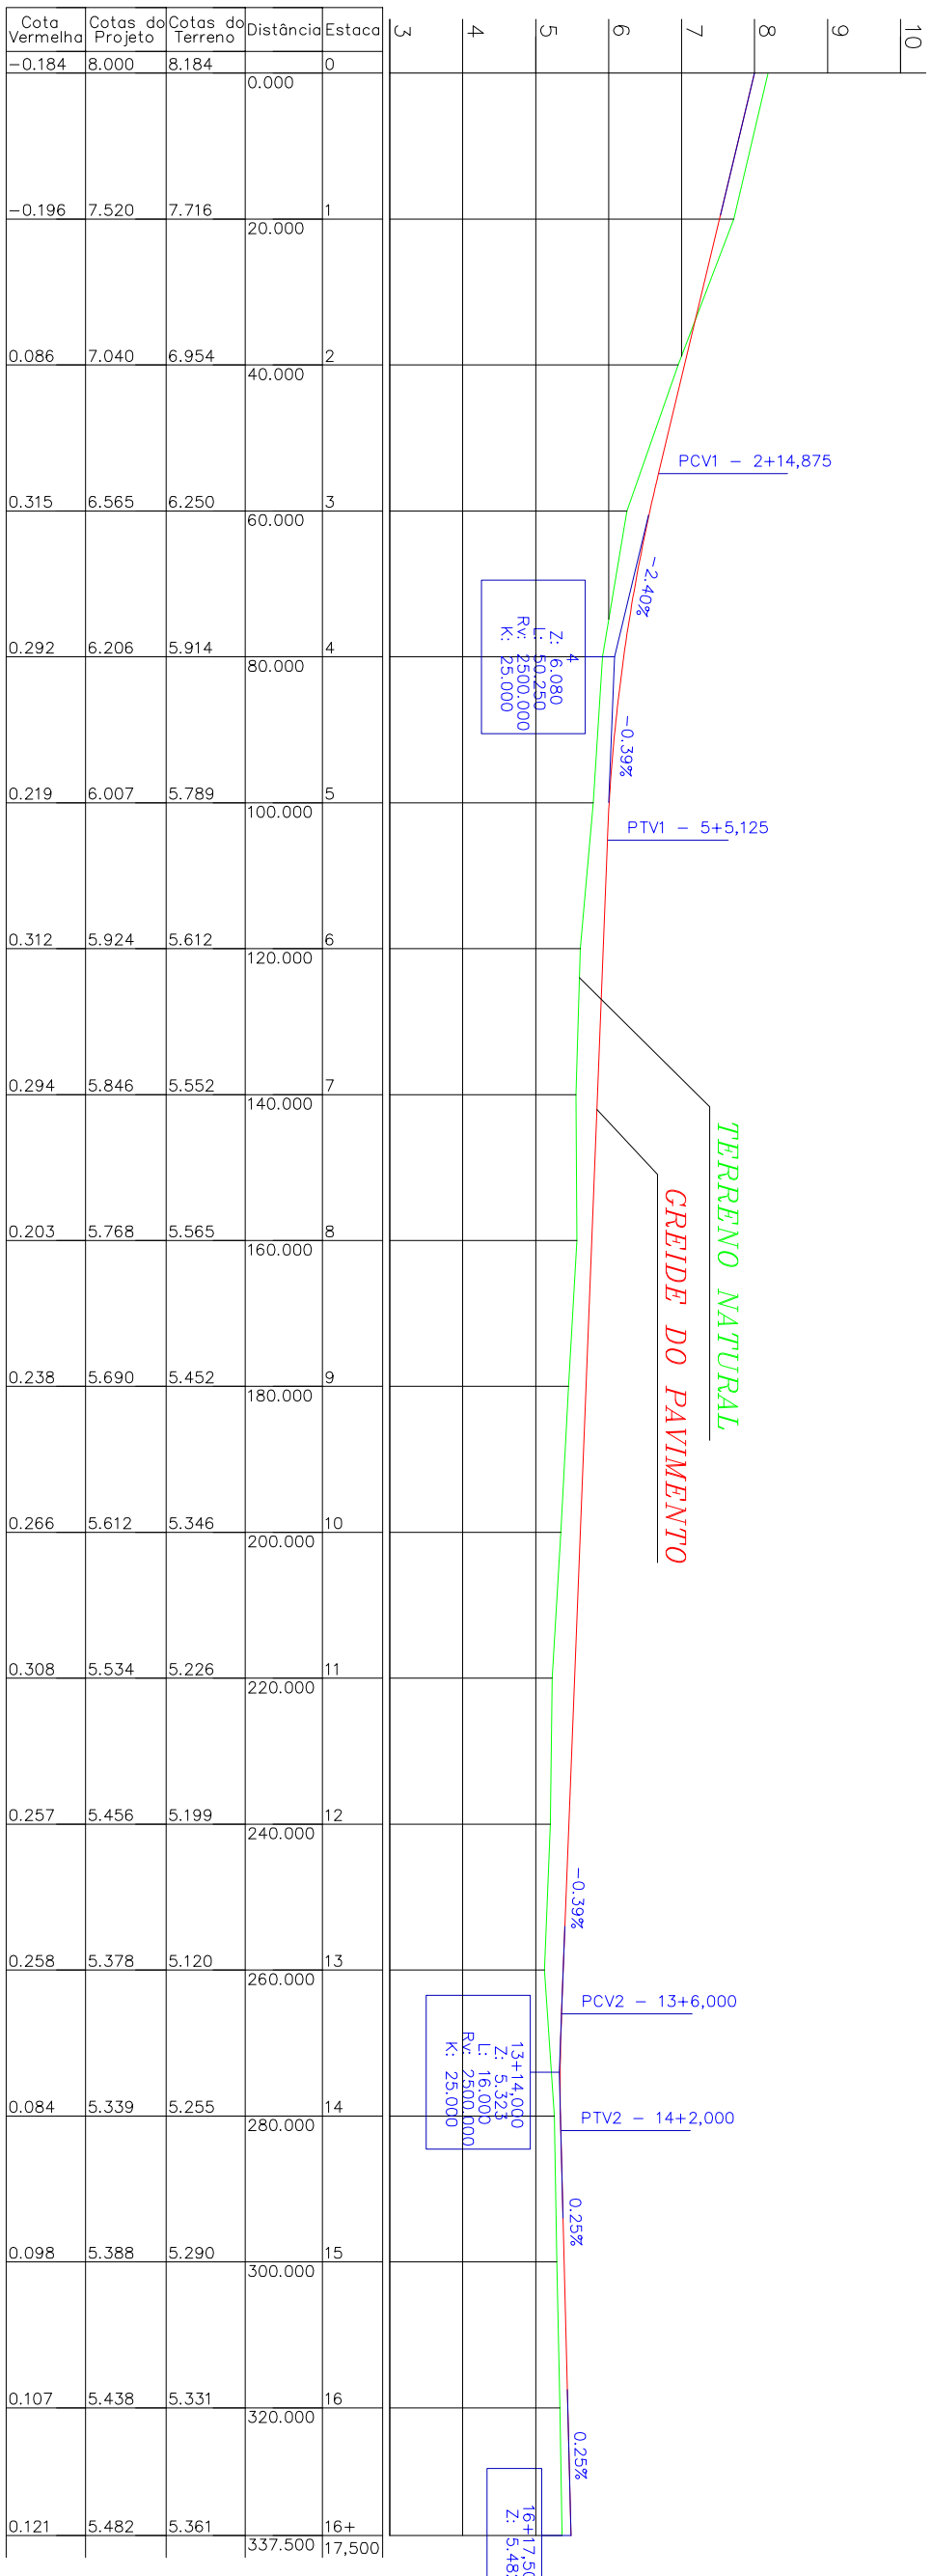 Cota Vermelha Cotas do Projeto Cotas do Terreno Distância Estaca
3 4 5 6 7 8 9 10
-0.184 8.000 8.184 0.000 0
-0.196 7.520 7.716 20.000 1
0.086 7.040 6.954 40.000 2
PCV1 - 2+14,875
0.315 6.565 6.250 60.000 3
-2.40%
4
Z: 6.080
L: 50.250
Rv: 2500.000
K: 25.000
0.292 6.206 5.914 80.000 4
-0.39%
0.219 6.007 5.789 100.000 5
PTV1 - 5+5,125
0.312 5.924 5.612 120.000 6
0.294 5.846 5.552 140.000 7
TERRENO NATURAL
GREIDE DO PAVIMENTO
0.203 5.768 5.565 160.000 8
0.238 5.690 5.452 180.000 9
0.266 5.612 5.346 200.000 10
0.308 5.534 5.226 220.000 11
0.257 5.456 5.199 240.000 12
-0.39%
0.258 5.378 5.120 260.000 13
PCV2 - 13+6,000
13+14,000
Z: 5.323
L: 16.000
Rv: 2500.000
K: 25.000
0.084 5.339 5.255 280.000 14
PTV2 - 14+2,000
0.25%
0.098 5.388 5.290 300.000 15
0.107 5.438 5.331 320.000 16
0.25%
0.121 5.482 5.361 337.500 16+ 17,500
16+17,50
Z: 5.48